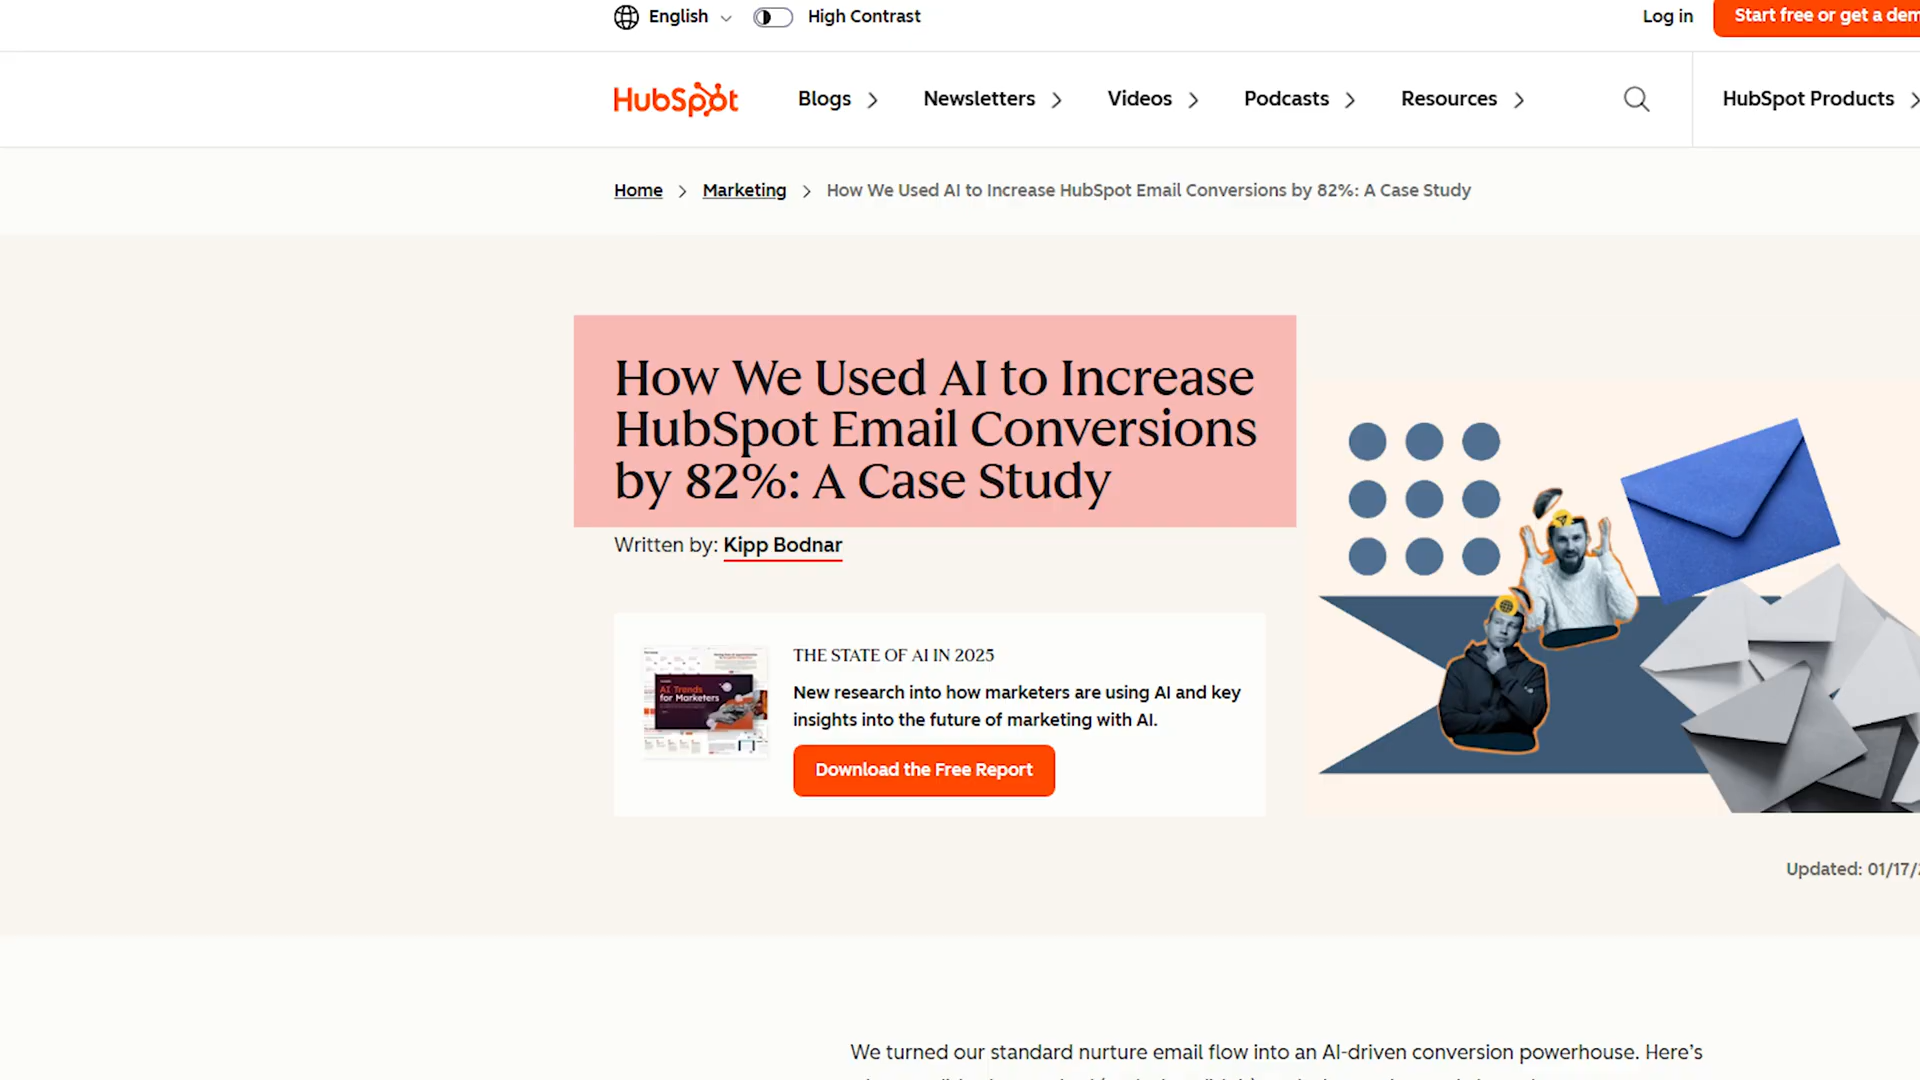 English
High Contrast
Log in
Start free or get a dem
HubSpot
Blogs
Newsletters
Videos
Podcasts
Resources
HubSpot Products
Home > Marketing > How We Used AI to Increase HubSpot Email Conversions by 82%: A Case Study
How We Used AI to Increase
HubSpot Email Conversions
by 82%: A Case Study
Written by: Kipp Bodnar
AI Trends
for Marketers
THE STATE OF AI IN 2025
New research into how marketers are using AI and key
insights into the future of marketing with AI.
Download the Free Report
Updated: 01/17/
We turned our standard nurture email flow into an AI-driven conversion powerhouse. Here’s